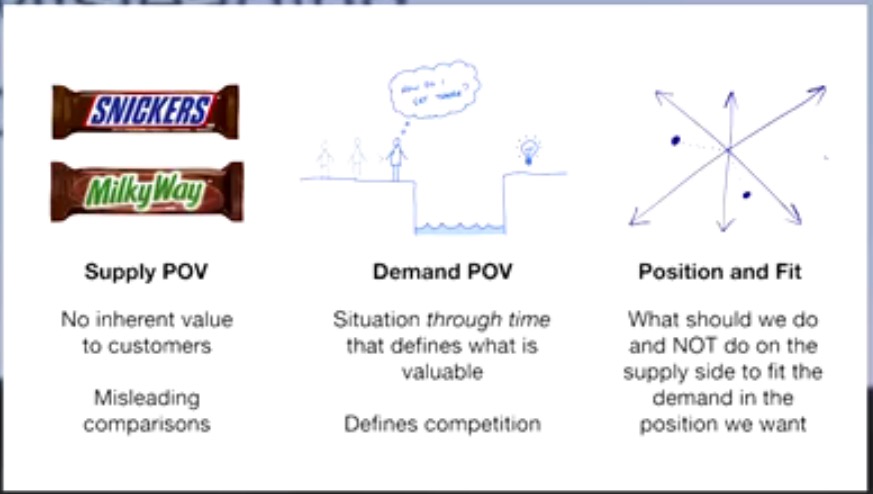 SNICKERS
MilkyWay
HOW DO I
GET THERE?
Supply POV
No inherent value
to customers
Misleading
comparisons
Demand POV
Situation through time
that defines what is
valuable
Defines competition
Position and Fit
What should we do
and NOT do on the
supply side to fit the
demand in the
position we want